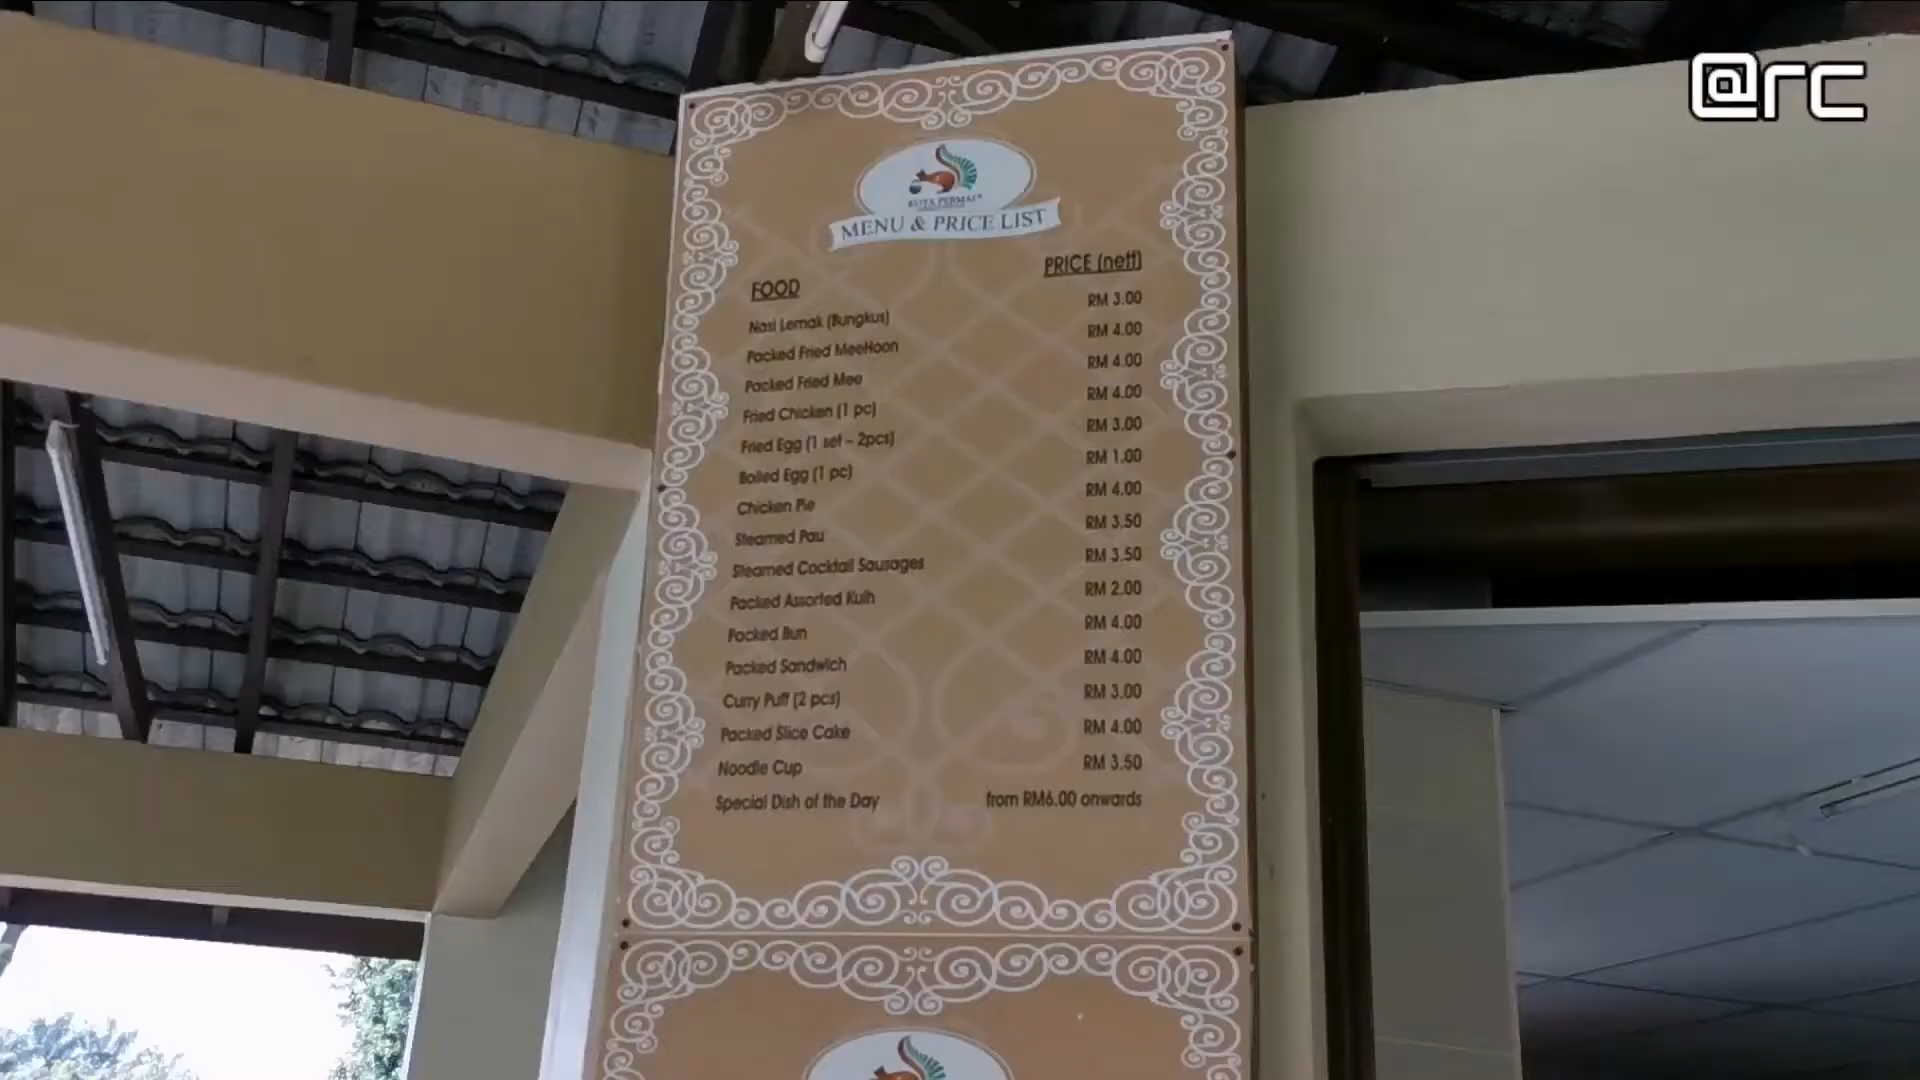 @rc
KOTA PERMAI
MENU & PRICE LIST
FOOD PRICE (nett)
Nasi Lemak (Bungkus) RM 3.00
Packed Fried MeeHoon RM 4.00
Packed Fried Mee RM 4.00
Fried Chicken (1 pc) RM 4.00
Fried Egg (1 set – 2pcs) RM 3.00
Boiled Egg (1 pc) RM 1.00
Chicken Pie RM 4.00
Steamed Pau RM 3.50
Steamed Cocktail Sausages RM 3.50
Packed Assorted Kuih RM 2.00
Packed Bun RM 4.00
Packed Sandwich RM 4.00
Curry Puff (2 pcs) RM 3.00
Packed Slice Cake RM 4.00
Noodle Cup RM 3.50
Special Dish of the Day from RM6.00 onwards